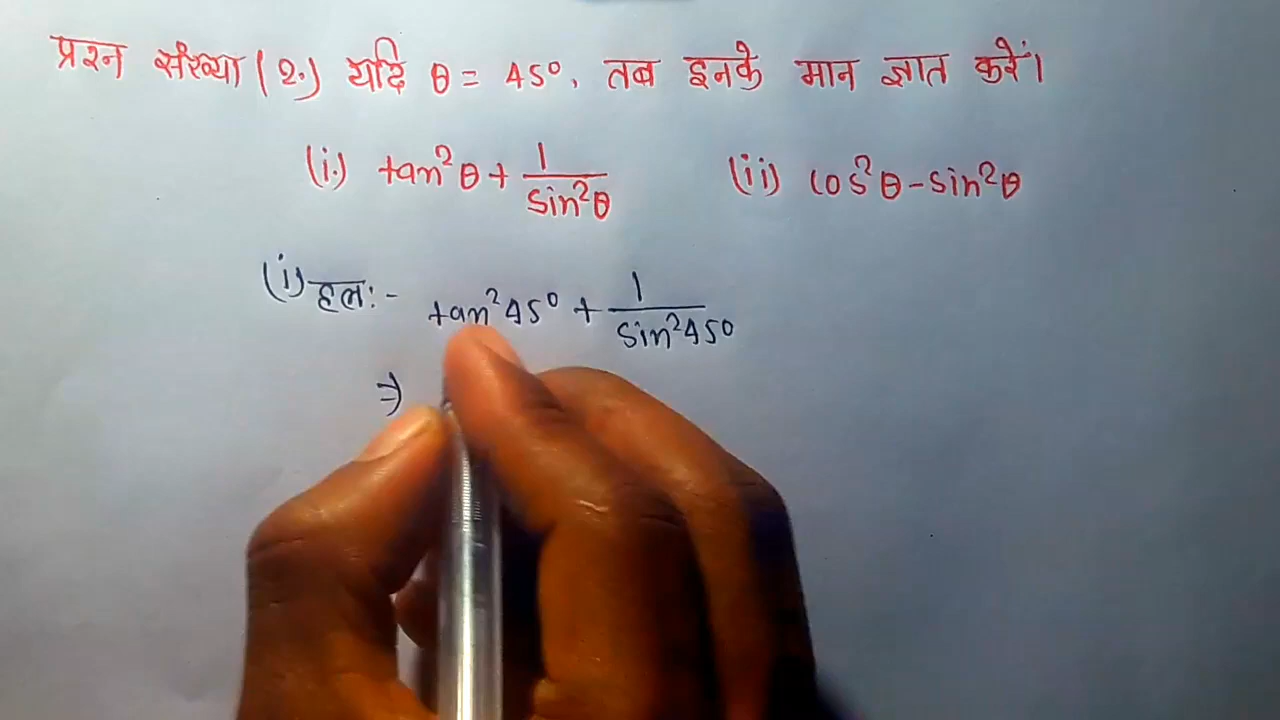 प्रश्न संख्या (2.) यदि θ = 45°, तब इनके मान ज्ञात करें।
(i.) tan²θ + 1/sin²θ (ii) cos²θ - sin²θ
(i) हल:- tan²45° + 1/sin²45°
⇒